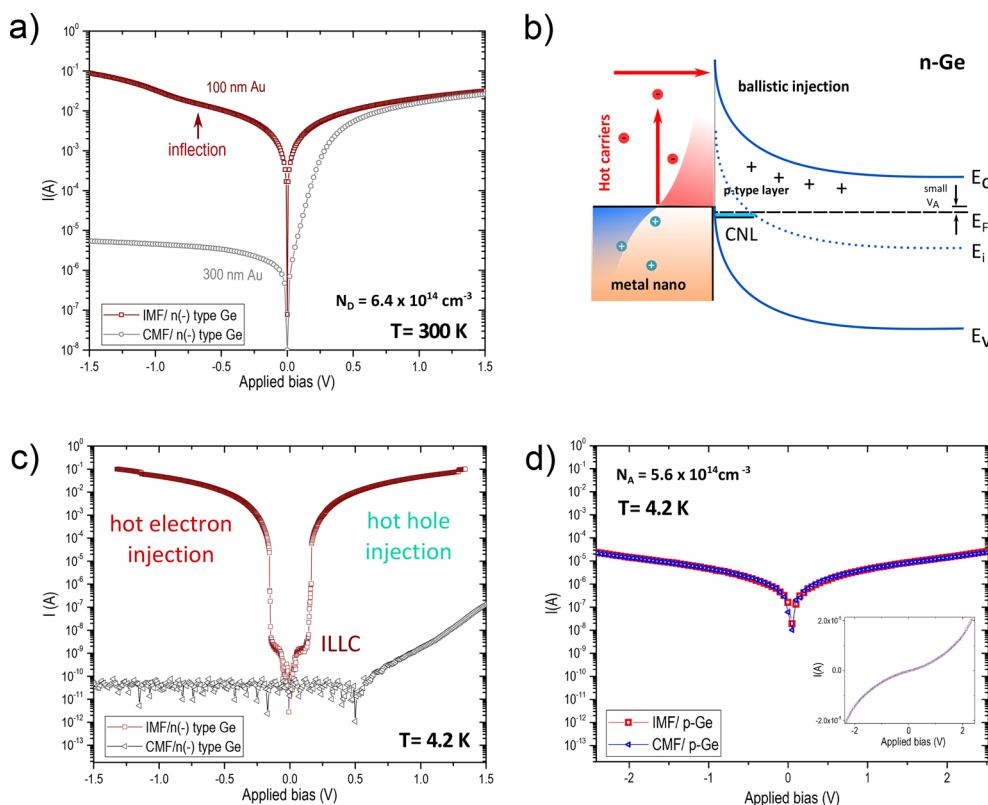 a)
10⁰
10⁻¹
10⁻²
10⁻³
10⁻⁴
10⁻⁵
10⁻⁶
10⁻⁷
10⁻⁸
I(A)
100 nm Au
inflection
300 nm Au
N_D = 6.4 x 10¹⁴ cm⁻³
T= 300 K
IMF/ n(-) type Ge
CMF/ n(-) type Ge
-1.5 -1.0 -0.5 0.0 0.5 1.0 1.5
Applied bias (V)
b)
n-Ge
ballistic injection
Hot carriers
p-type layer
small
V_A
E_C
E_F
E_i
E_V
CNL
metal nano
c)
10⁰
10⁻¹
10⁻²
10⁻³
10⁻⁴
10⁻⁵
10⁻⁶
10⁻⁷
10⁻⁸
10⁻⁹
10⁻¹⁰
10⁻¹¹
10⁻¹²
10⁻¹³
I (A)
hot electron
injection
hot hole
injection
ILLC
IMF/n(-) type Ge
CMF/n(-) type Ge
T= 4.2 K
-1.5 -1.0 -0.5 0.0 0.5 1.0 1.5
Applied bias (V)
d)
10⁰
10⁻¹
10⁻²
10⁻³
10⁻⁴
10⁻⁵
10⁻⁶
10⁻⁷
10⁻⁸
10⁻⁹
10⁻¹⁰
10⁻¹¹
10⁻¹²
10⁻¹³
I(A)
N_A = 5.6 x 10¹⁴cm⁻³
T= 4.2 K
IMF/ p-Ge
CMF/ p-Ge
I(A)
0.0
-2 0 2
Applied bias (V)
-2 -1 0 1 2
Applied bias (V)